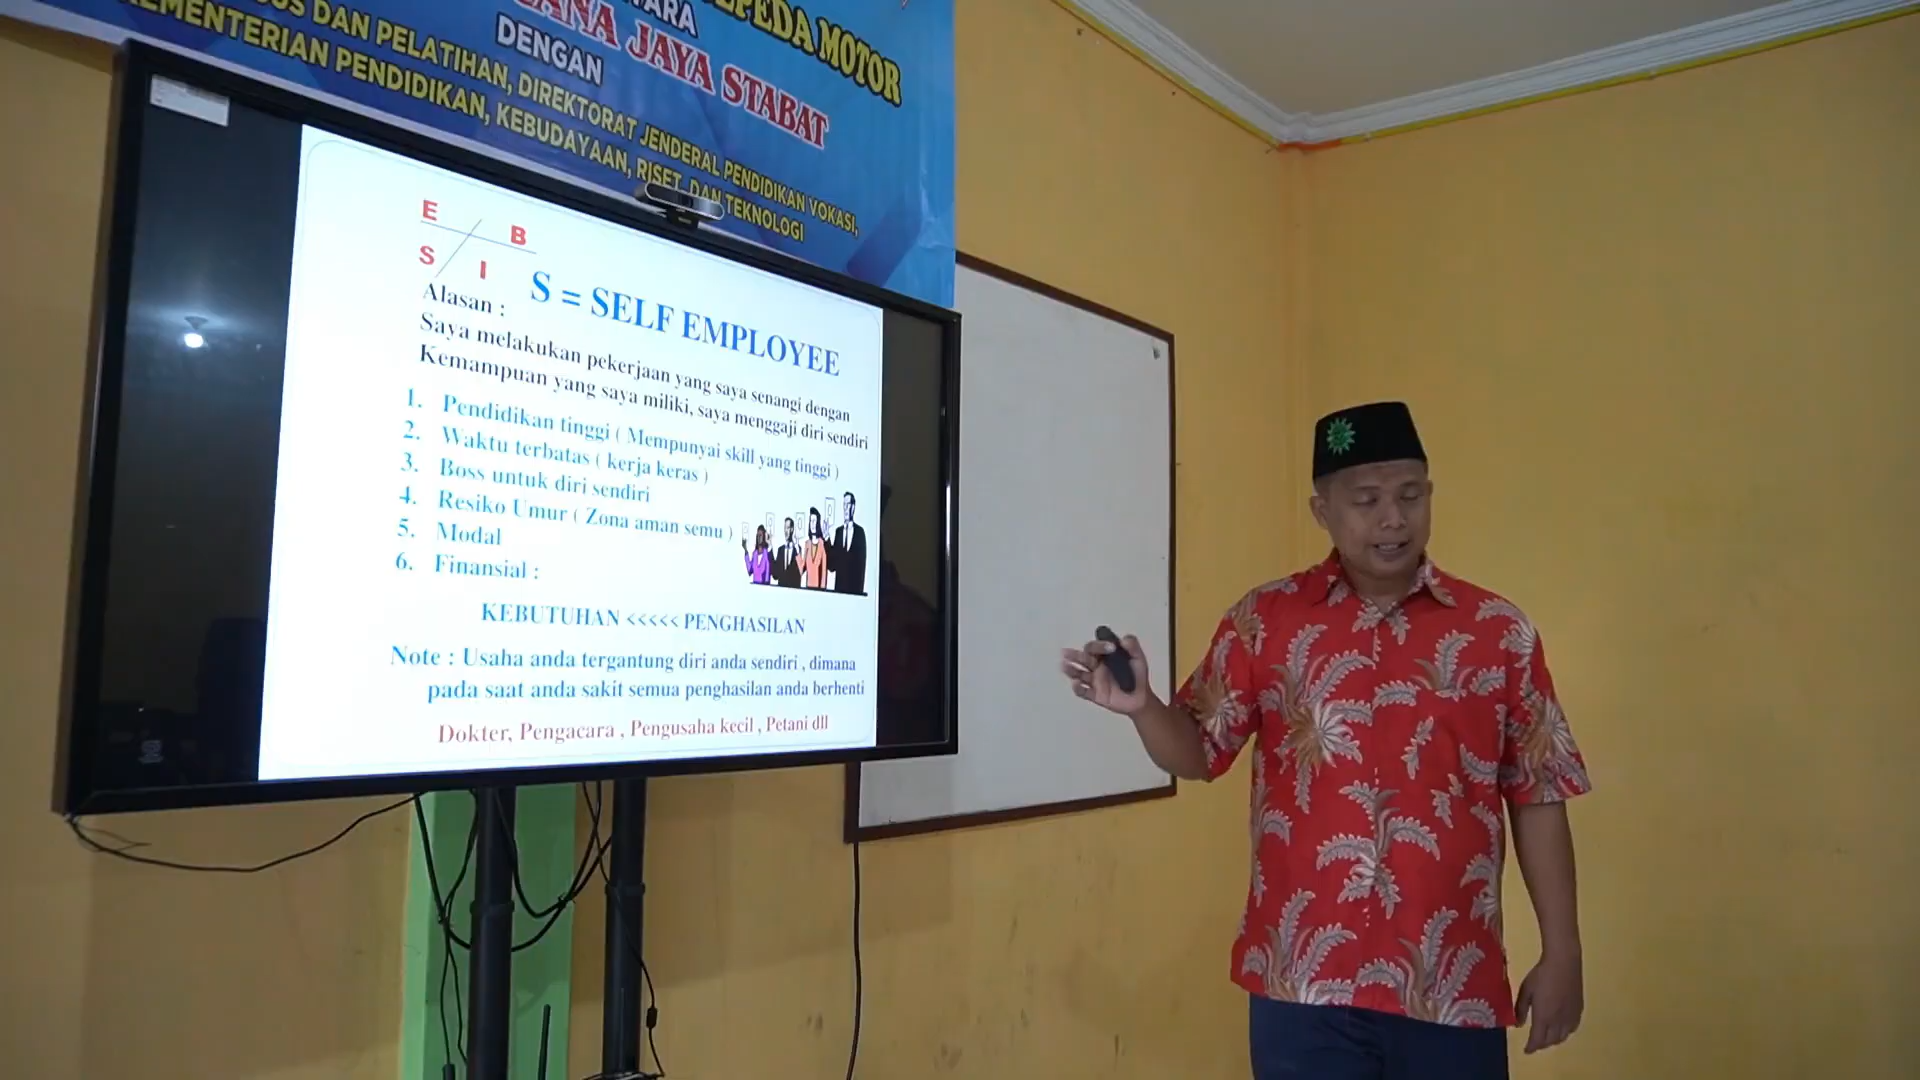 SEPEDA MOTOR
TARA
ANA JAYA STABAT
DENGAN
DAN PELATIHAN, DIREKTORAT JENDERAL PENDIDIKAN VOKASI,
KEMENTERIAN PENDIDIKAN, KEBUDAYAAN, RISET, DAN TEKNOLOGI
E
B
S
I
S = SELF EMPLOYEE
Alasan :
Saya melakukan pekerjaan yang saya senangi dengan
Kemampuan yang saya miliki, saya menggaji diri sendiri
1. Pendidikan tinggi ( Mempunyai skill yang tinggi )
2. Waktu terbatas ( kerja keras )
3. Boss untuk diri sendiri
4. Resiko Umur ( Zona aman semu )
5. Modal
6. Finansial :
KEBUTUHAN <<<<< PENGHASILAN
Note : Usaha anda tergantung diri anda sendiri , dimana
pada saat anda sakit semua penghasilan anda berhenti
Dokter, Pengacara , Pengusaha kecil , Petani dll